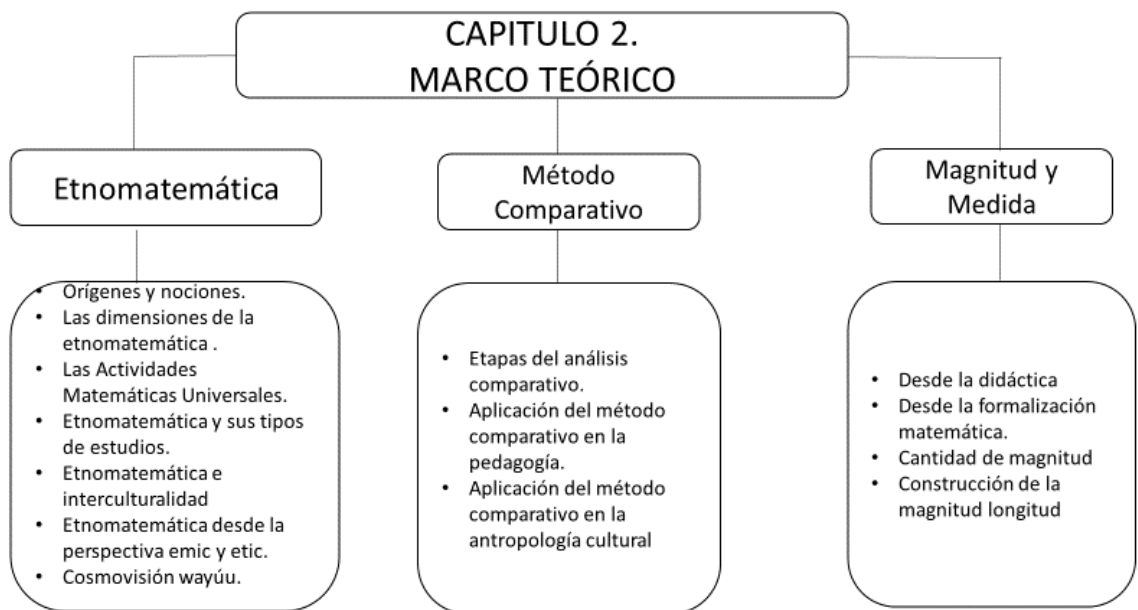 CAPITULO 2.
MARCO TEÓRICO
Etnomatemática
Método
Comparativo
Magnitud y
Medida
• Orígenes y nociones.
• Las dimensiones de la
etnomatemática .
• Las Actividades
Matemáticas Universales.
• Etnomatemática y sus tipos
de estudios.
• Etnomatemática e
interculturalidad
• Etnomatemática desde la
perspectiva emic y etic.
• Cosmovisión wayúu.
• Etapas del análisis
comparativo.
• Aplicación del método
comparativo en la
pedagogía.
• Aplicación del método
comparativo en la
antropología cultural
• Desde la didáctica
• Desde la formalización
matemática.
• Cantidad de magnitud
• Construcción de la
magnitud longitud